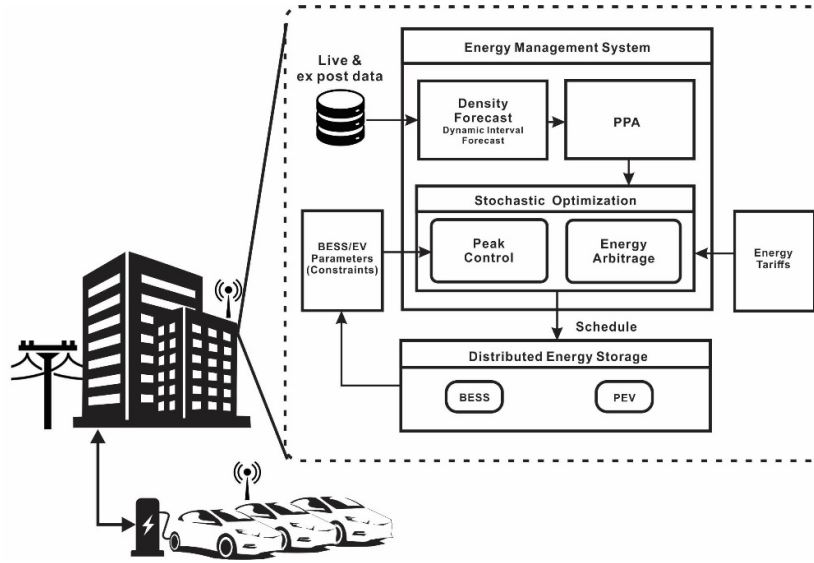 Energy Management System
Live &
ex post data
Density
Forecast
Dynamic Interval
Forecast
PPA
Stochastic Optimization
BESS/EV
Parameters
(Constraints)
Peak
Control
Energy
Arbitrage
Energy
Tariffs
Schedule
Distributed Energy Storage
BESS
PEV